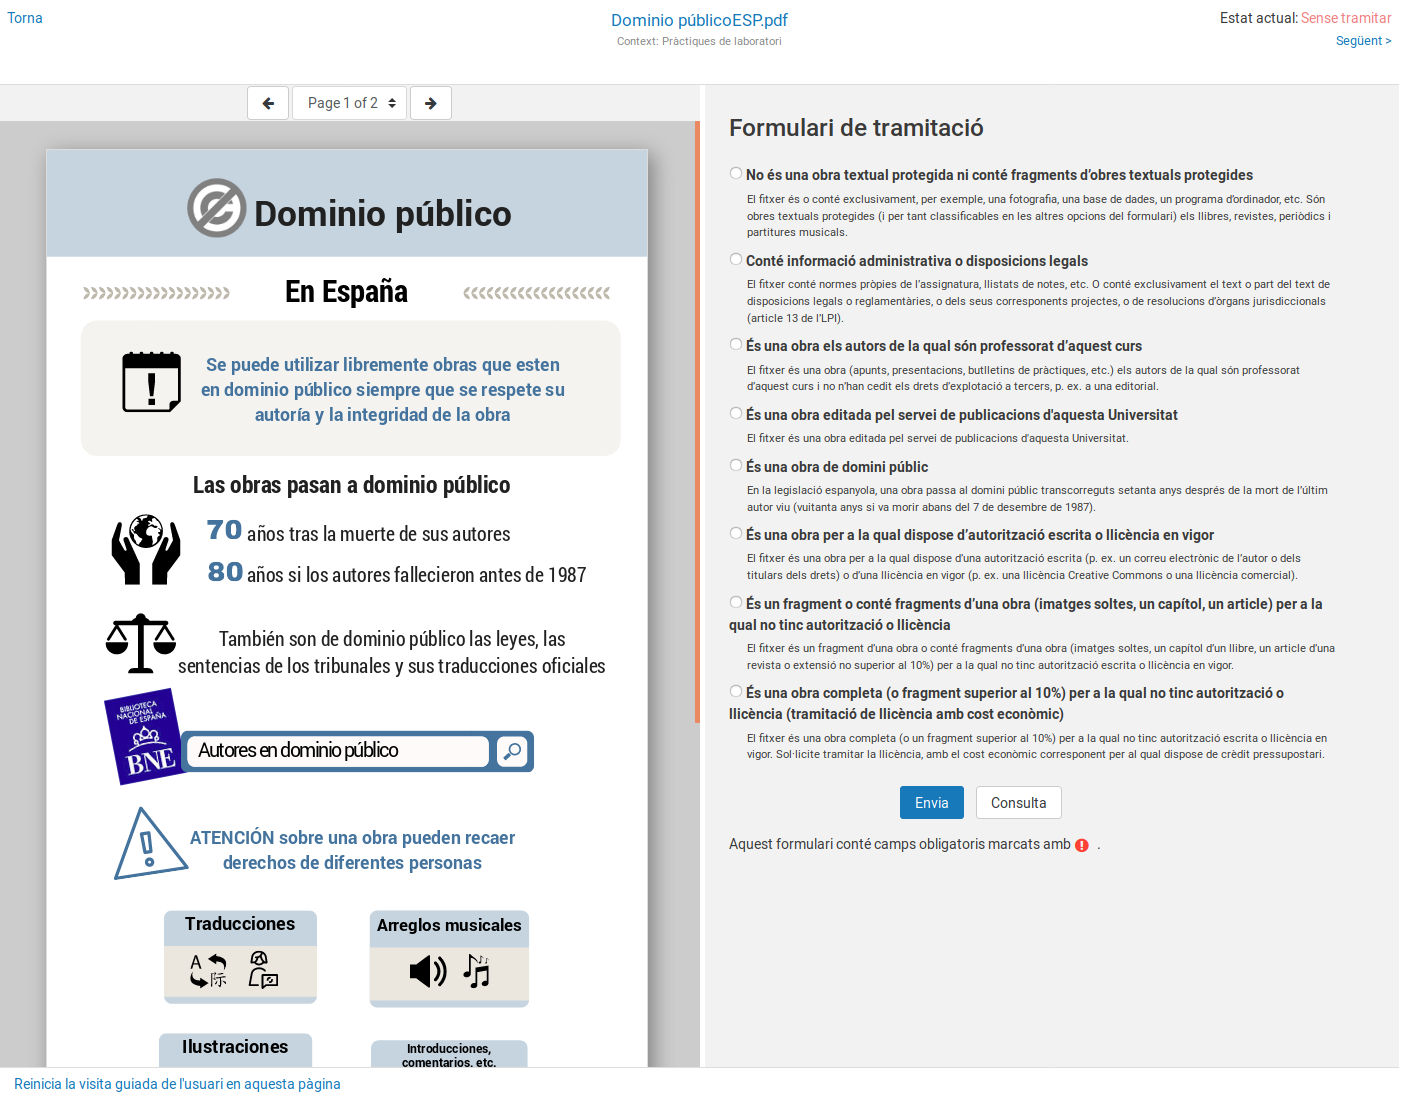 Torna
Dominio públicoESP.pdf
Context: Pràctiques de laboratori
Estat actual: Sense tramitar
Següent >
Page 1 of 2
Dominio público
En España
Se puede utilizar libremente obras que esten
en dominio público siempre que se respete su
autoría y la integridad de la obra
Las obras pasan a dominio público
70 años tras la muerte de sus autores
80 años si los autores fallecieron antes de 1987
También son de dominio público las leyes, las
sentencias de los tribunales y sus traducciones oficiales
BIBLIOTECA
NACIONAL
DE ESPAÑA
BNE
Autores en dominio público
ATENCIÓN sobre una obra pueden recaer
derechos de diferentes personas
Traducciones
Arreglos musicales
A
际
Ilustraciones
Introducciones,
comentarios, etc.
Formulari de tramitació
No és una obra textual protegida ni conté fragments d’obres textuals protegides
El fitxer és o conté exclusivament, per exemple, una fotografia, una base de dades, un programa d’ordinador, etc. Són
obres textuals protegides (i per tant classificables en les altres opcions del formulari) els llibres, revistes, periòdics i
partitures musicals.
Conté informació administrativa o disposicions legals
El fitxer conté normes pròpies de l’assignatura, llistats de notes, etc. O conté exclusivament el text o part del text de
disposicions legals o reglamentàries, o dels seus corresponents projectes, o de resolucions d’òrgans jurisdiccionals
(article 13 de l’LPI).
És una obra els autors de la qual són professorat d’aquest curs
El fitxer és una obra (apunts, presentacions, butlletins de pràctiques, etc.) els autors de la qual són professorat
d’aquest curs i no n’han cedit els drets d’explotació a tercers, p. ex. a una editorial.
És una obra editada pel servei de publicacions d'aquesta Universitat
El fitxer és una obra editada pel servei de publicacions d'aquesta Universitat.
És una obra de domini públic
En la legislació espanyola, una obra passa al domini públic transcorreguts setanta anys després de la mort de l’últim
autor viu (vuitanta anys si va morir abans del 7 de desembre de 1987).
És una obra per a la qual dispose d’autorització escrita o llicència en vigor
El fitxer és una obra per a la qual dispose d’una autorització escrita (p. ex. un correu electrònic de l’autor o dels
titulars dels drets) o d’una llicència en vigor (p. ex. una llicència Creative Commons o una llicència comercial).
És un fragment o conté fragments d’una obra (imatges soltes, un capítol, un article) per a la
qual no tinc autorització o llicència
El fitxer és un fragment d’una obra o conté fragments d’una obra (imatges soltes, un capítol d’un llibre, un article d’una
revista o extensió no superior al 10%) per a la qual no tinc autorització escrita o llicència en vigor.
És una obra completa (o fragment superior al 10%) per a la qual no tinc autorització o
llicència (tramitació de llicència amb cost econòmic)
El fitxer és una obra completa (o un fragment superior al 10%) per a la qual no tinc autorització escrita o llicència en
vigor. Sol·licite tramitar la llicència, amb el cost econòmic corresponent per al qual dispose de crèdit pressupostari.
Envia
Consulta
Aquest formulari conté camps obligatoris marcats amb .
Reinicia la visita guiada de l'usuari en aquesta pàgina